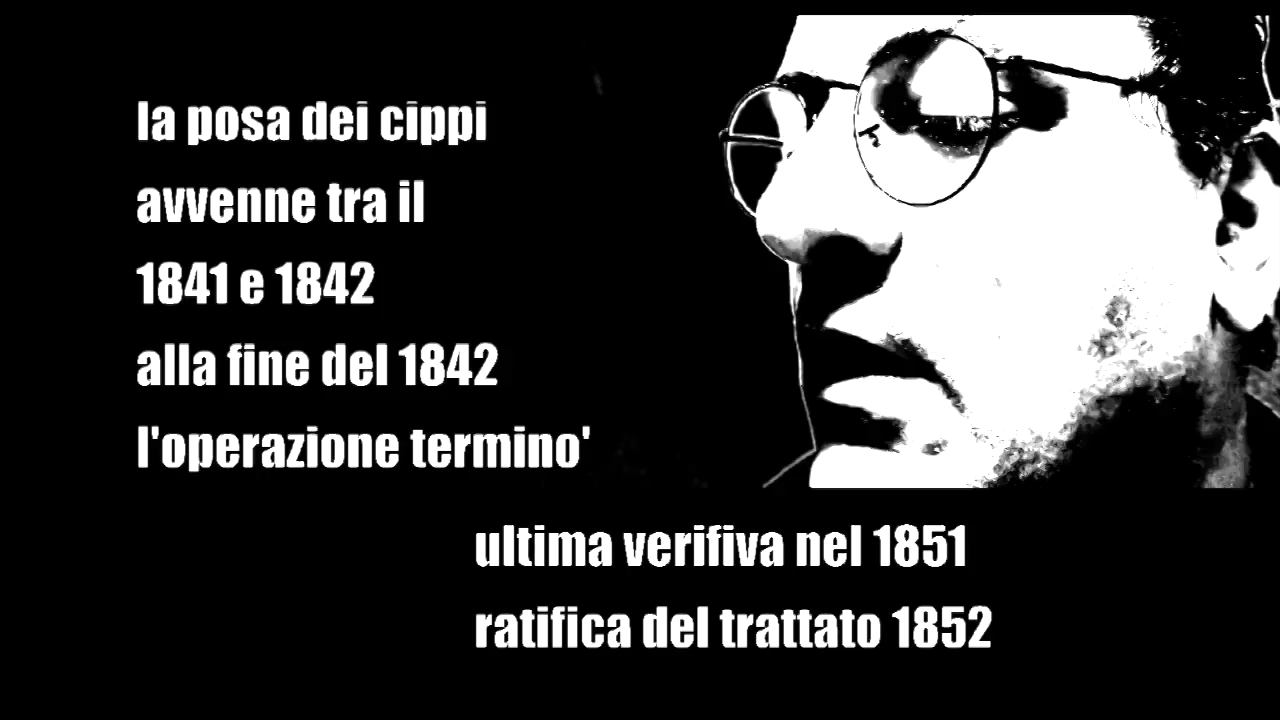 la posa dei cippi
avvenne tra il
1841 e 1842
alla fine del 1842
l'operazione termino'
ultima verifiva nel 1851
ratifica del trattato 1852